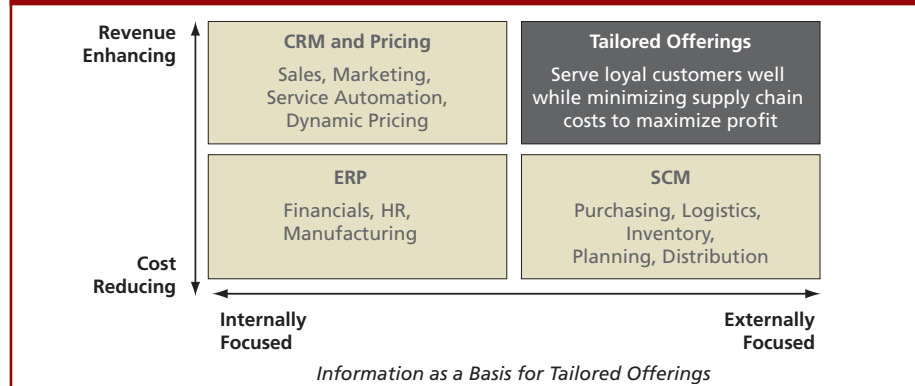 Revenue
Enhancing
CRM and Pricing
Sales, Marketing,
Service Automation,
Dynamic Pricing
Tailored Offerings
Serve loyal customers well
while minimizing supply chain
costs to maximize profit
ERP
Financials, HR,
Manufacturing
SCM
Purchasing, Logistics,
Inventory,
Planning, Distribution
Cost
Reducing
Internally
Focused
Externally
Focused
Information as a Basis for Tailored Offerings